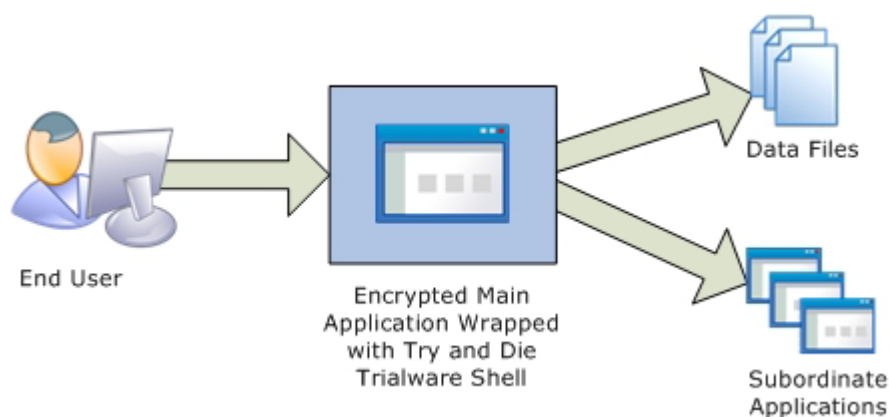 End User
Encrypted Main
Application Wrapped
with Try and Die
Trialware Shell
Data Files
Subordinate
Applications